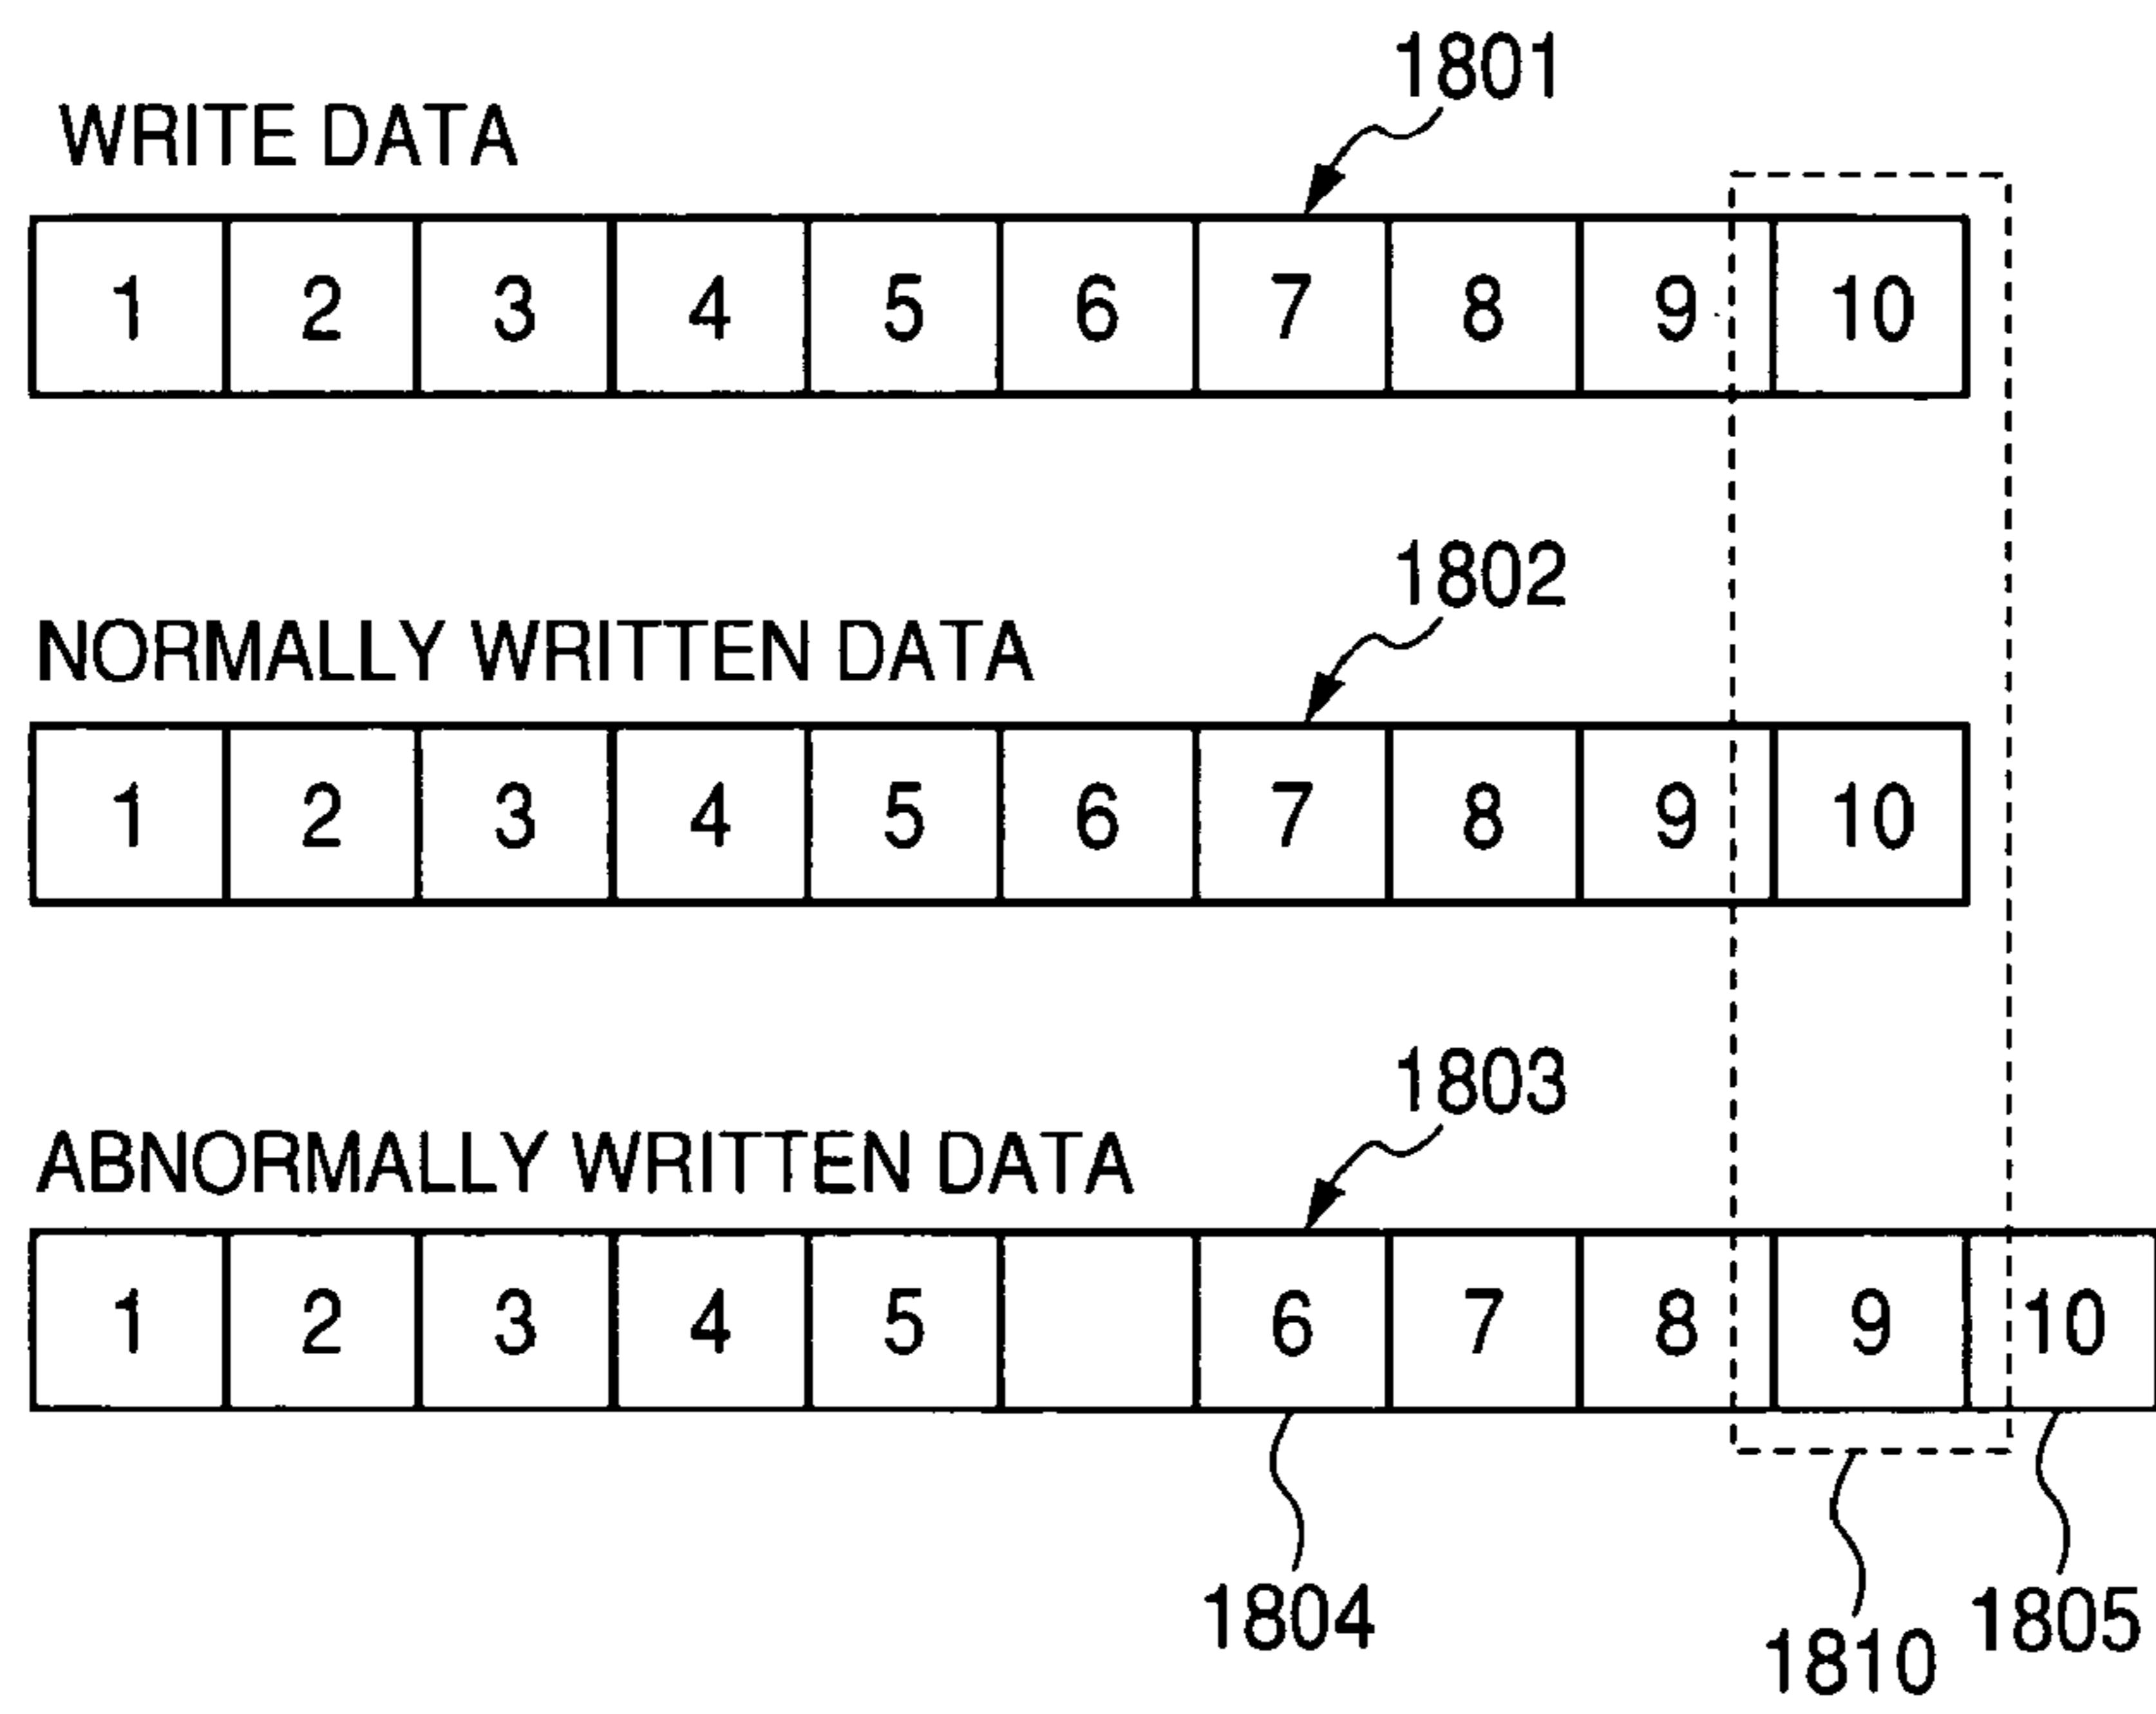 1801
WRITE DATA
1 2 3 4 5 6 7 8 9 10
1802
NORMALLY WRITTEN DATA
1 2 3 4 5 6 7 8 9 10
1803
ABNORMALLY WRITTEN DATA
1 2 3 4 5 6 7 8 9 10
1804 1810 1805